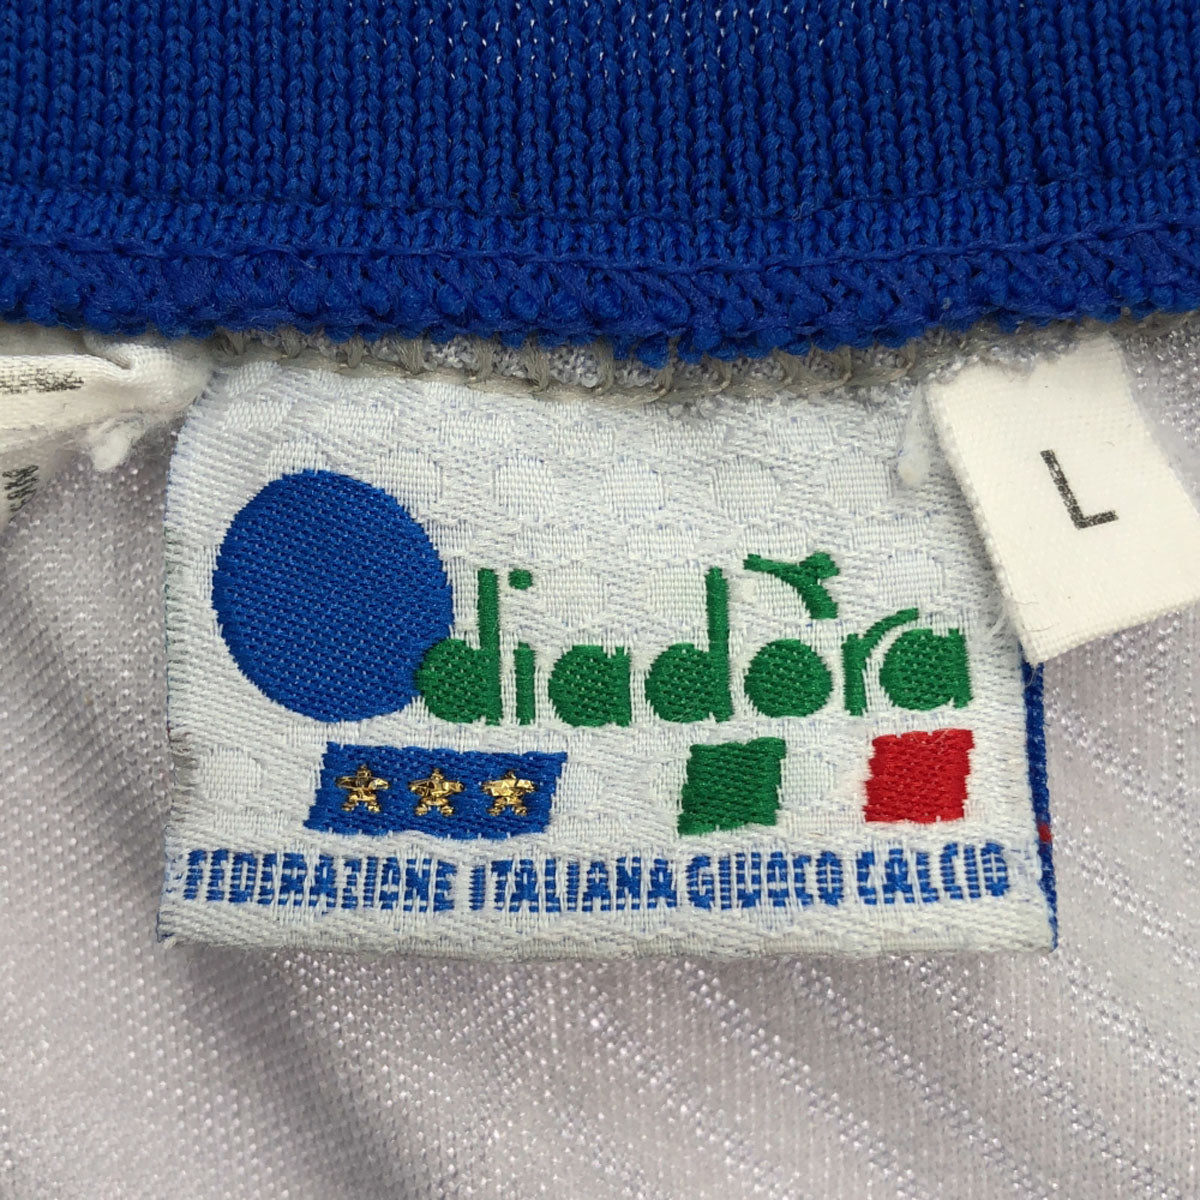 diadora
L
FEDERAZIONE ITALIANA GIUOCO CALCIO